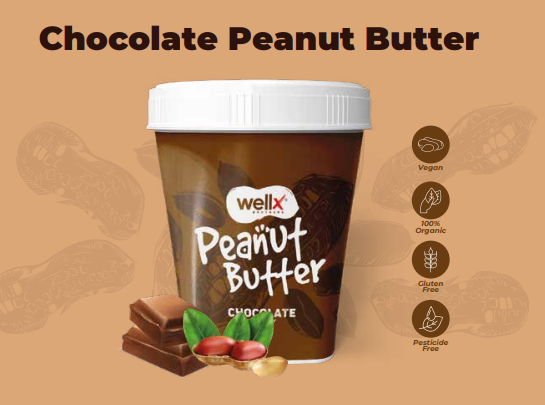 Chocolate Peanut Butter
wellx
BROTHERS
Peanut
Butter
CHOCOLATE
Vegan
100%
Organic
Gluten
Free
Pesticide
Free